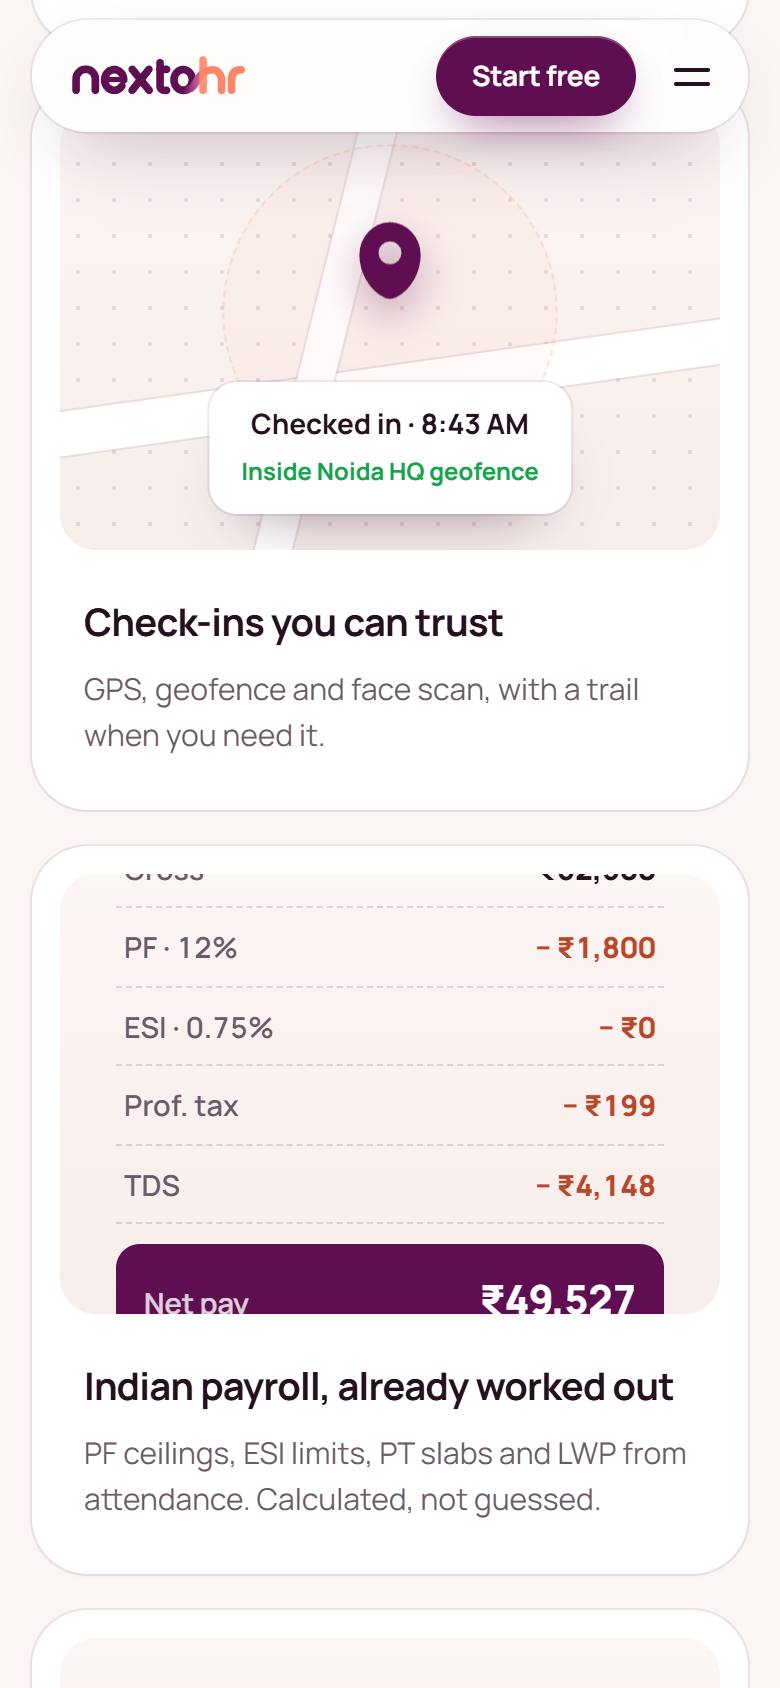 nextohr
Start free
Checked in · 8:43 AM
Inside Noida HQ geofence
Check-ins you can trust
GPS, geofence and face scan, with a trail
when you need it.
PF · 12% − ₹1,800
ESI · 0.75% − ₹0
Prof. tax − ₹199
TDS − ₹4,148
Net pay ₹49,527
Indian payroll, already worked out
PF ceilings, ESI limits, PT slabs and LWP from
attendance. Calculated, not guessed.